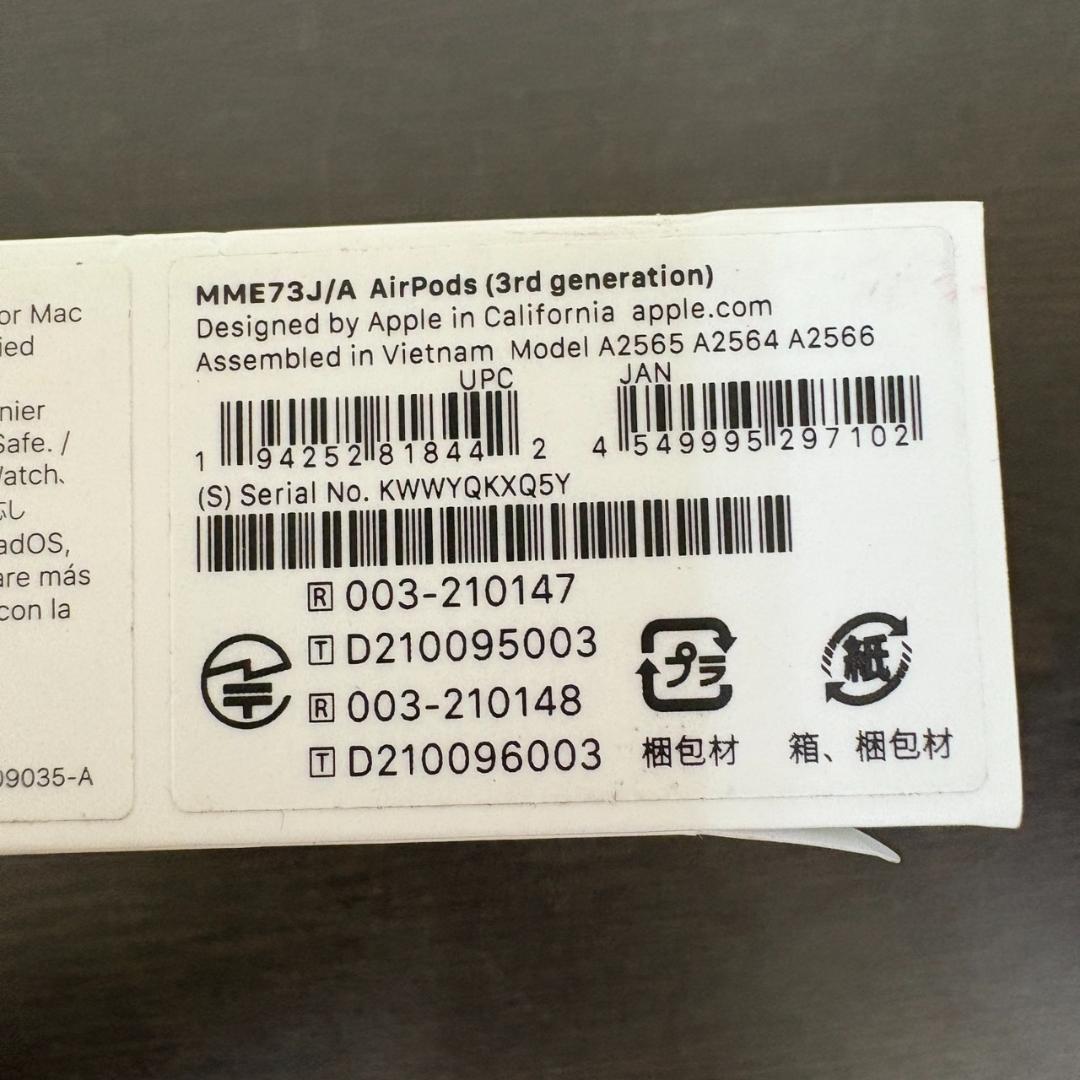 or Mac
ied
nier
Safe. /
Watch、
応し
adOS,
are más
con la
09035-A
MME73J/A AirPods (3rd generation)
Designed by Apple in California apple.com
Assembled in Vietnam Model A2565 A2564 A2566
UPC JAN
1 94252 81844 2 4 549995 297102
(S) Serial No. KWWYQKXQ5Y
R 003-210147
T D210095003
R 003-210148
T D210096003
プラ
紙
梱包材
箱、梱包材